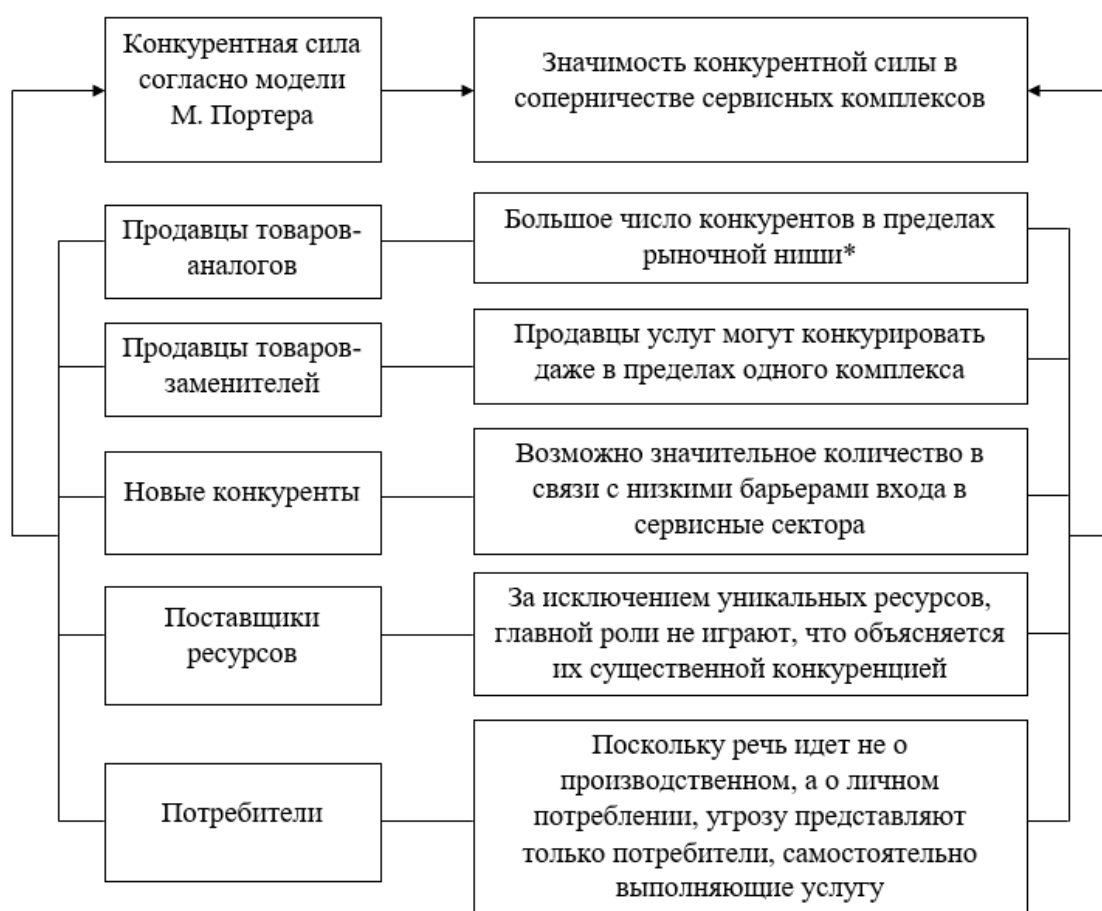 Конкурентная сила
согласно модели
М. Портера
Значимость конкурентной силы в
соперничестве сервисных комплексов
Продавцы товаров-
аналогов
Большое число конкурентов в пределах
рыночной ниши*
Продавцы товаров-
заменителей
Продавцы услуг могут конкурировать
даже в пределах одного комплекса
Новые конкуренты
Возможно значительное количество в
связи с низкими барьерами входа в
сервисные сектора
Поставщики
ресурсов
За исключением уникальных ресурсов,
главной роли не играют, что объясняется
их существенной конкуренцией
Потребители
Поскольку речь идет не о
производственном, а о личном
потреблении, угрозу представляют
только потребители, самостоятельно
выполняющие услугу